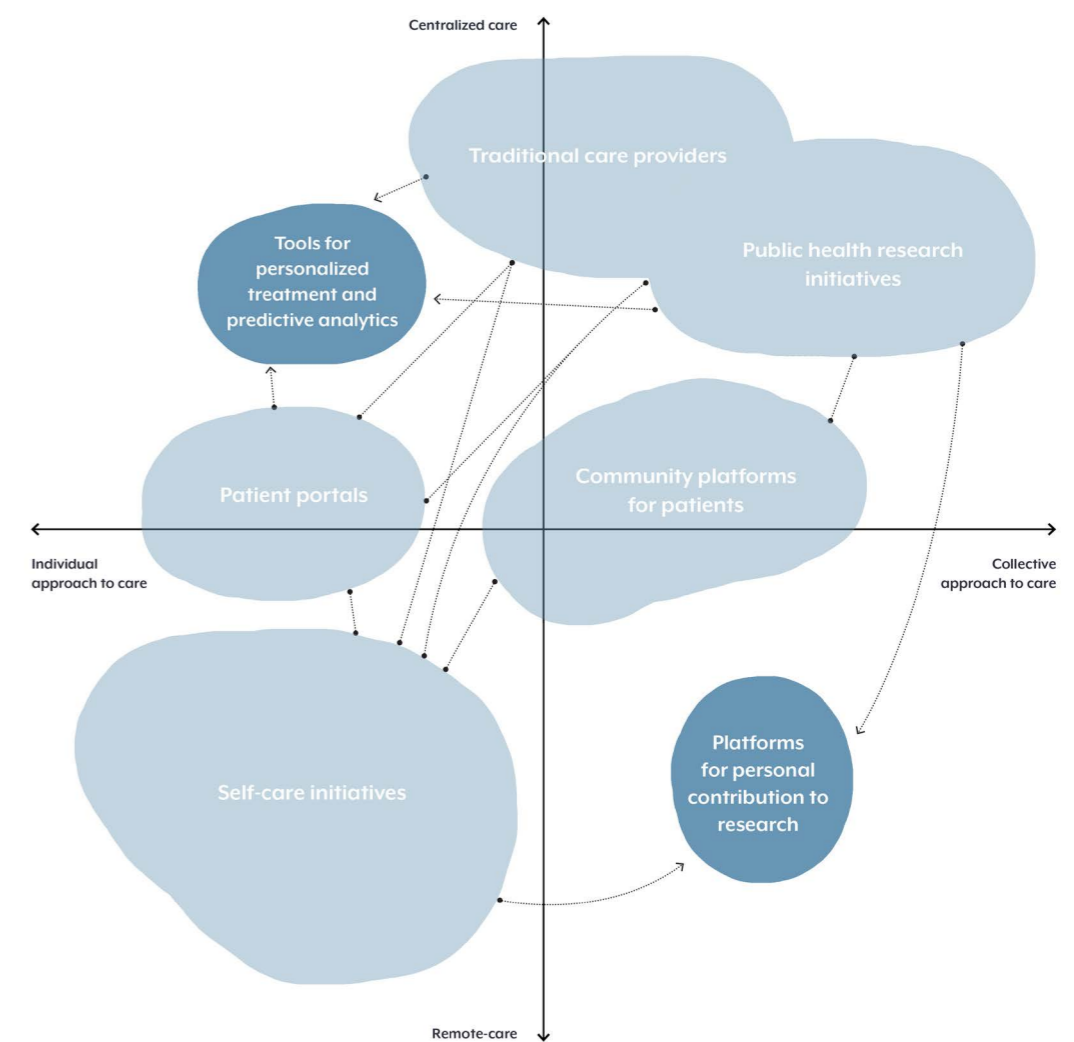 Centralized care
Traditional care providers
Public health research
initiatives
Tools for
personalized
treatment and
predictive analytics
Patient portals
Community platforms
for patients
Individual
approach to care
Collective
approach to care
Self-care initiatives
Platforms
for personal
contribution to
research
Remote-care